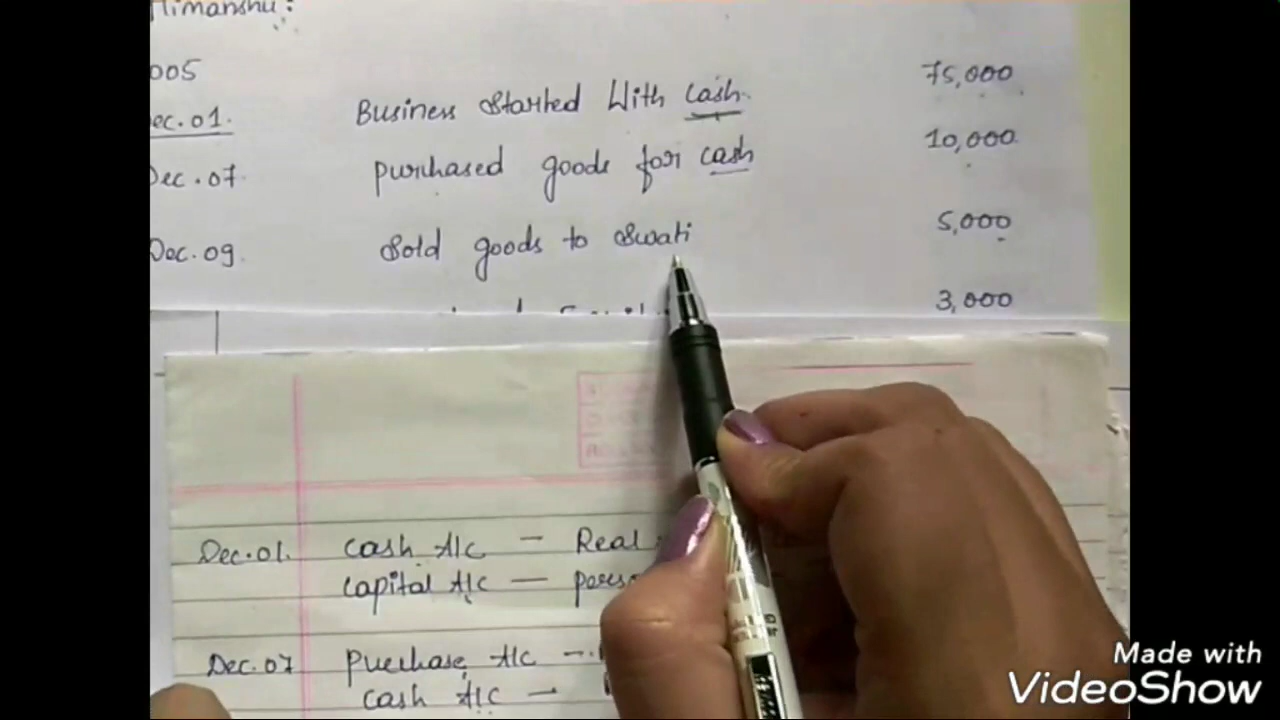 Himanshu:
005
ec.01. Business Started With cash. 75,000
Dec.07. purchased goods for cash 10,000
Dec.09. Sold goods to Swati 5,000
3,000
Dec.01. cash A/c — Real
capital A/c — perso
Dec.07 purchase A/c —
cash A/c —
Made with
VideoShow